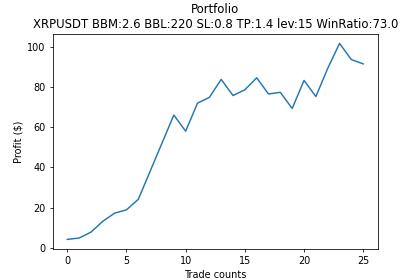 Portfolio
XRPUSDT BBM:2.6 BBL:220 SL:0.8 TP:1.4 lev:15 WinRatio:73.0
100
80
60
40
20
0
Profit ($)
0 5 10 15 20 25
Trade counts